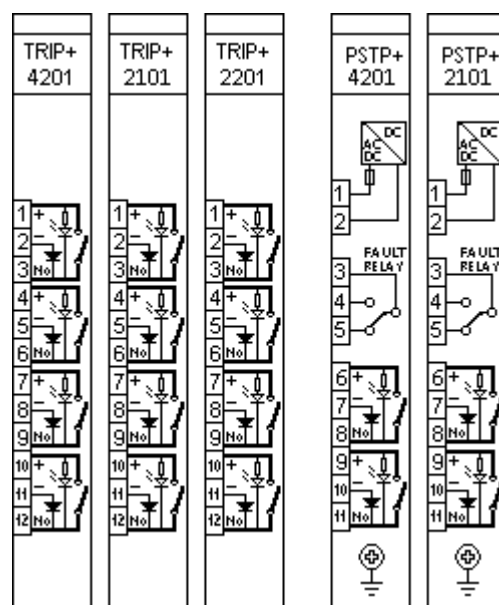 TRIP+
4201
1 +
2 −
3 No
4 +
5 −
6 No
7 +
8 −
9 No
10 +
11 −
12 No
TRIP+
2101
1 +
2 −
3 No
4 +
5 −
6 No
7 +
8 −
9 No
10 +
11 −
12 No
TRIP+
2201
1 +
2 −
3 No
4 +
5 −
6 No
7 +
8 −
9 No
10 +
11 −
12 No
PSTP+
4201
DC
AC
DC
1
2
FAULT
3 RELAY
4
5
6 +
7 −
8 No
9 +
10 −
11 No
PSTP+
2101
DC
AC
DC
1
2
FAULT
3 RELAY
4
5
6 +
7 −
8 No
9 +
10 −
11 No